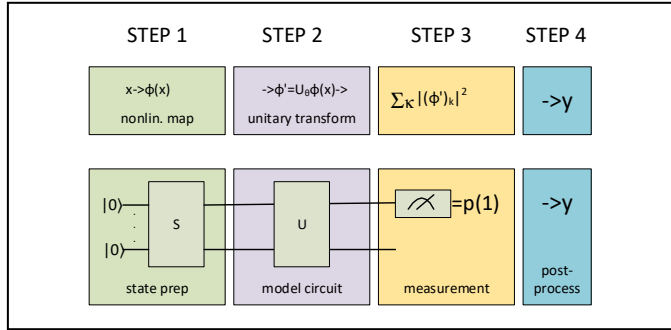 STEP 1 STEP 2 STEP 3 STEP 4
x->ϕ(x)
nonlin. map
->ϕ'=Uθϕ(x)->
unitary transform
Σκ |(ϕ')ₖ|²
->y
|0⟩
S
U
=p(1)
->y
|0⟩
state prep
model circuit
measurement
post-
process